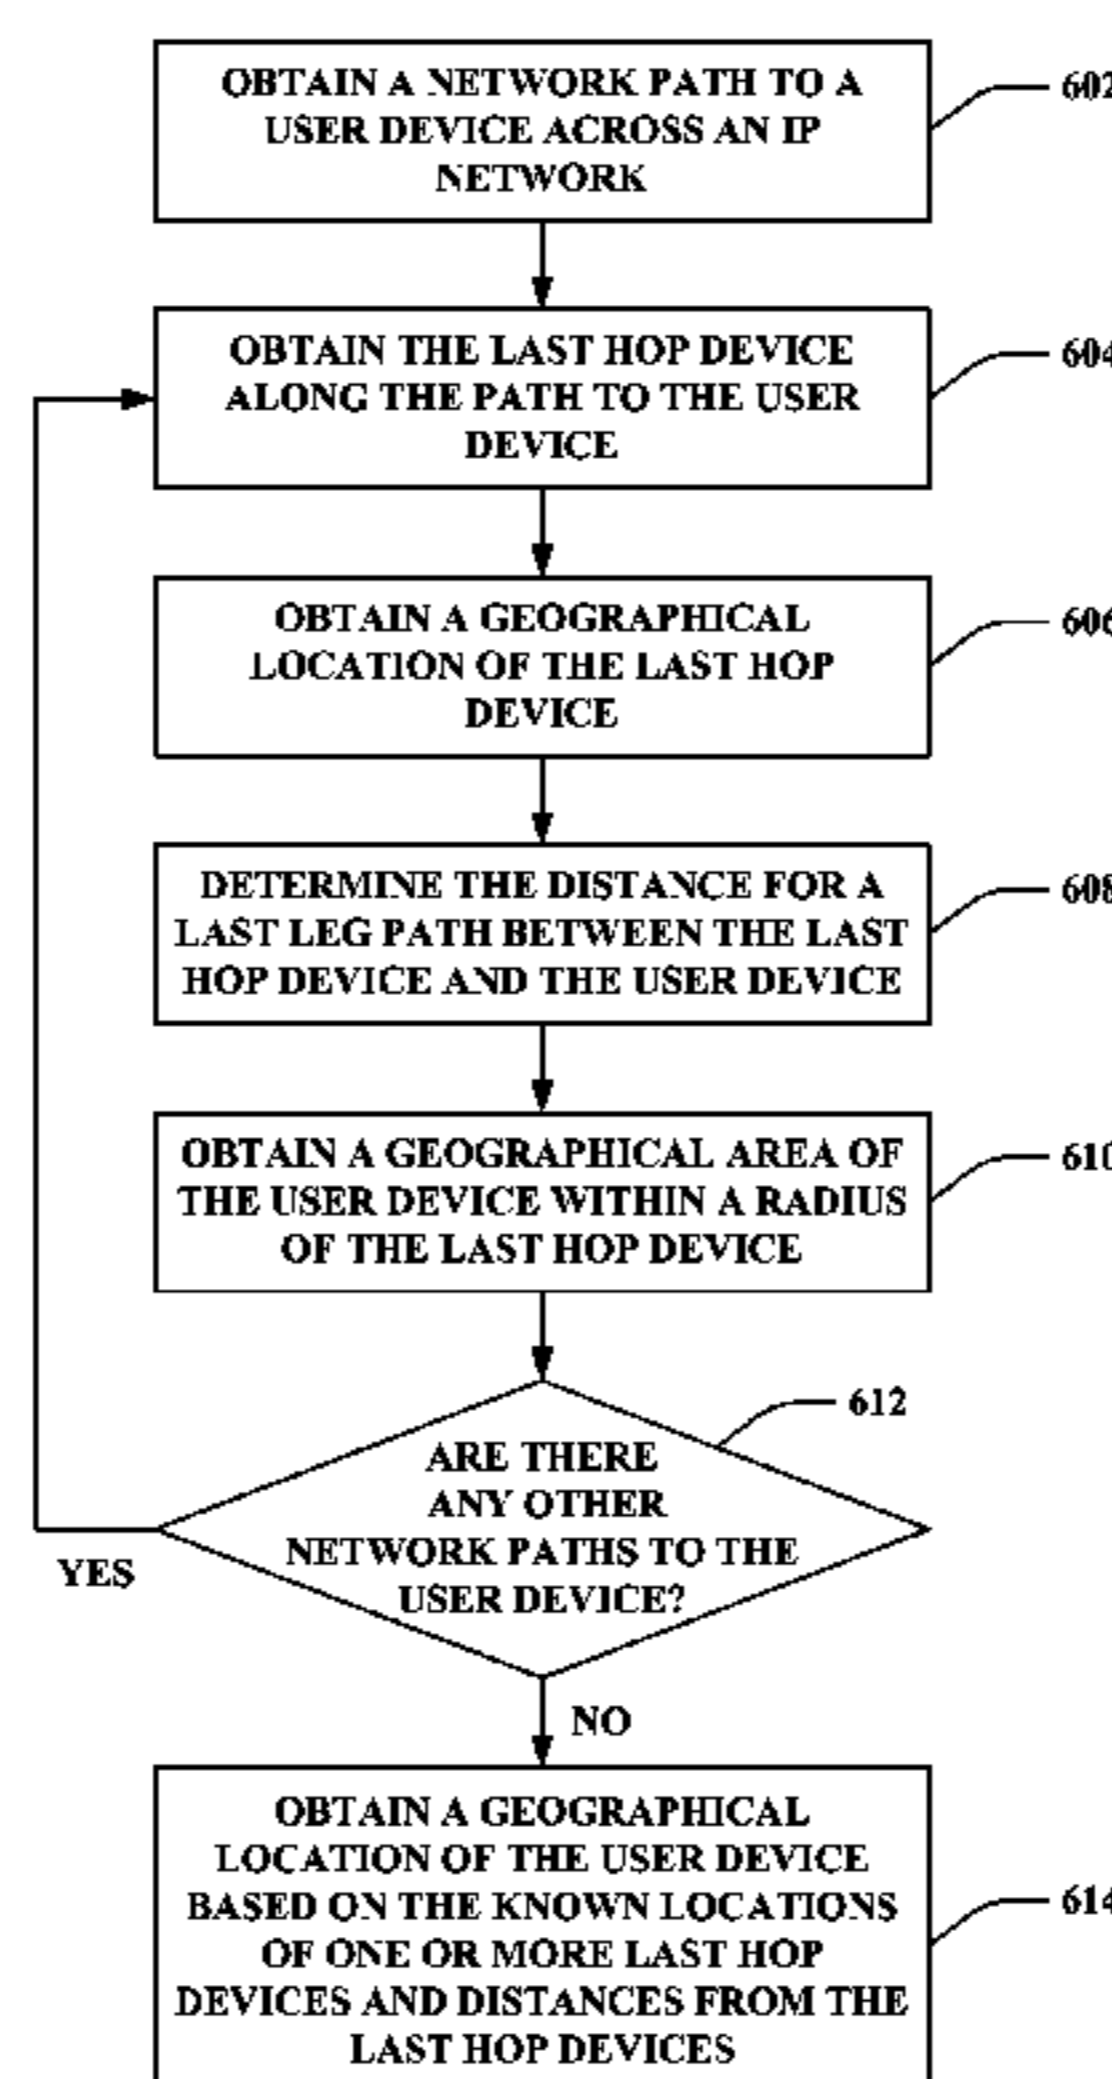 OBTAIN A NETWORK PATH TO A
USER DEVICE ACROSS AN IP
NETWORK
602
OBTAIN THE LAST HOP DEVICE
ALONG THE PATH TO THE USER
DEVICE
604
OBTAIN A GEOGRAPHICAL
LOCATION OF THE LAST HOP
DEVICE
606
DETERMINE THE DISTANCE FOR A
LAST LEG PATH BETWEEN THE LAST
HOP DEVICE AND THE USER DEVICE
608
OBTAIN A GEOGRAPHICAL AREA OF
THE USER DEVICE WITHIN A RADIUS
OF THE LAST HOP DEVICE
610
612
ARE THERE
ANY OTHER
NETWORK PATHS TO THE
USER DEVICE?
YES
NO
OBTAIN A GEOGRAPHICAL
LOCATION OF THE USER DEVICE
BASED ON THE KNOWN LOCATIONS
OF ONE OR MORE LAST HOP
DEVICES AND DISTANCES FROM THE
LAST HOP DEVICES
614